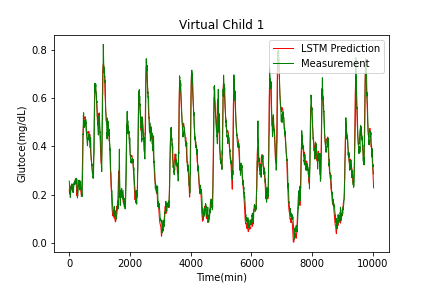 Virtual Child 1
LSTM Prediction
Measurement
Glutoce(mg/dL)
0.8
0.6
0.4
0.2
0.0
0 2000 4000 6000 8000 10000
Time(min)